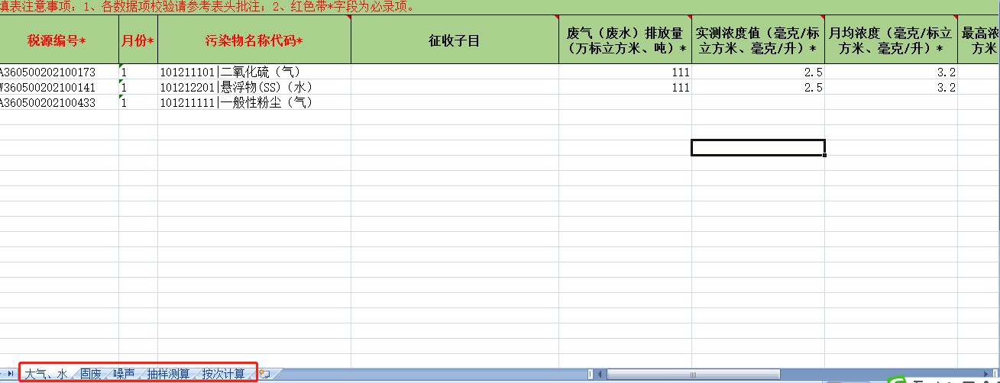 填表注意事项：1、各数据项校验请参考表头批注；2、红色带*字段为必录项。
税源编号* 月份* 污染物名称代码* 征收子目 废气（废水）排放量（万标立方米、吨）* 实测浓度值（毫克/标立方米、毫克/升）* 月均浓度（毫克/标立方米、毫克/升）* 最高浓 方米
A360500202100173 1 101211101|二氧化硫（气） 111 2.5 3.2
W360500202100141 1 101212201|悬浮物(SS)（水） 111 2.5 3.2
A360500202100433 1 101211111|一般性粉尘（气）
大气、水 固废 噪声 抽样测算 按次计算